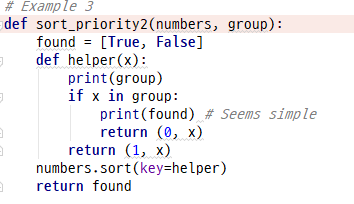 # Example 3
def sort_priority2(numbers, group):
    found = [True, False]
    def helper(x):
        print(group)
        if x in group:
            print(found) # Seems simple
            return (0, x)
        return (1, x)
    numbers.sort(key=helper)
    return found